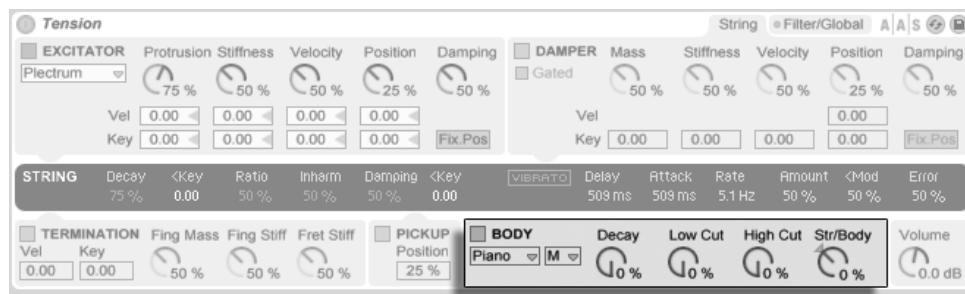 Tension String Filter/Global A A S
EXCITATOR Protrusion Stiffness Velocity Position Damping
Plectrum 75 % 50 % 50 % 25 % 50 %
Vel 0.00 0.00 0.00 0.00
Key 0.00 0.00 0.00 0.00 Fix.Pos
DAMPER Mass Stiffness Velocity Position Damping
Gated 50 % 50 % 50 % 25 % 50 %
Vel 0.00
Key 0.00 0.00 0.00 0.00 Fix.Pos
STRING Decay <Key Ratio Inharm Damping <Key VIBRATO Delay Attack Rate Amount <Mod Error
75 % 0.00 50 % 50 % 50 % 0.00 509 ms 509 ms 5.1 Hz 50 % 50 % 50 %
TERMINATION Fing Mass Fing Stiff Fret Stiff
Vel Key
0.00 0.00 50 % 50 % 50 %
PICKUP
Position
25 %
BODY Decay Low Cut High Cut Str/Body
Piano M 0 % 0 % 0 % 0 %
Volume
0.0 dB